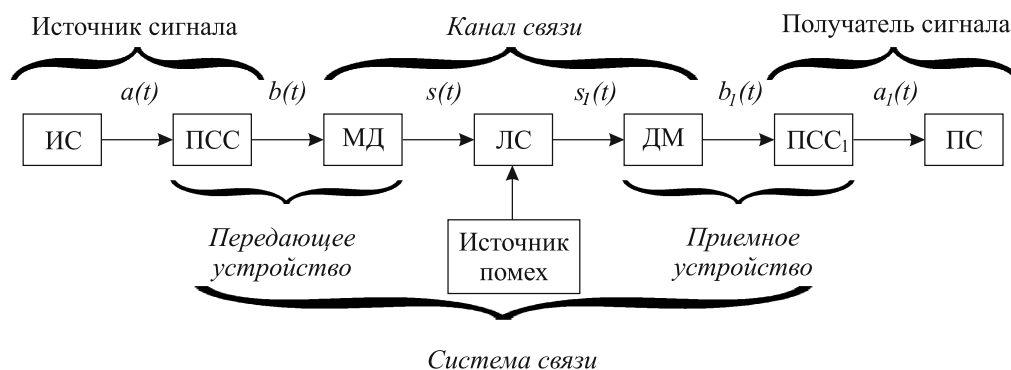 Источник сигнала
Канал связи
Получатель сигнала
a(t)
b(t)
s(t)
s₁(t)
b₁(t)
a₁(t)
ИС
ПСС
МД
ЛС
ДМ
ПСС₁
ПС
Передающее
устройство
Источник
помех
Приемное
устройство
Система связи